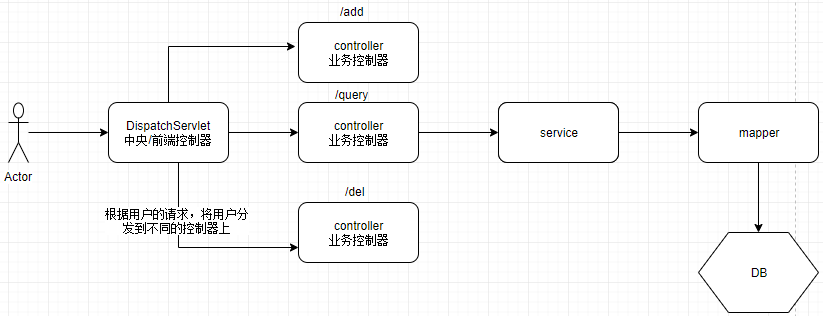 /add
controller
业务控制器
/query
Actor
DispatchServlet
中央/前端控制器
controller
业务控制器
service
mapper
/del
根据用户的请求，将用户分
发到不同的控制器上
controller
业务控制器
DB